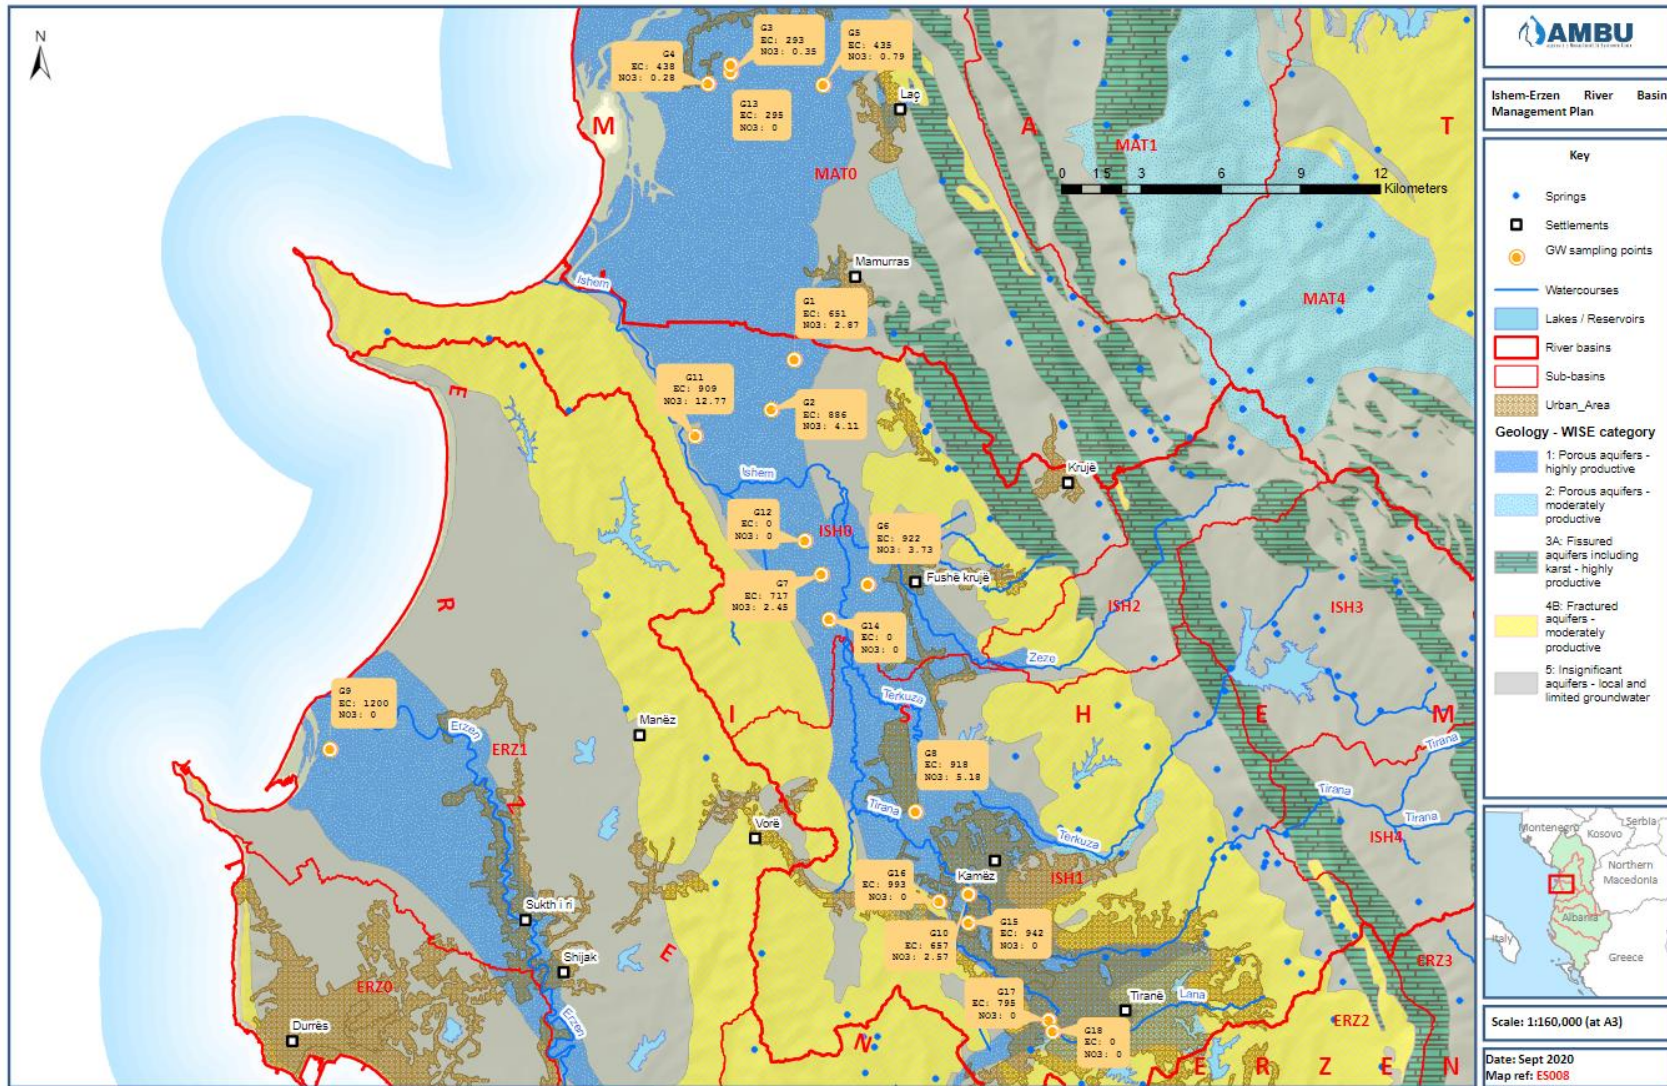 N
G3
EC: 293
NO3: 0.35
G5
EC: 435
NO3: 0.79
G4
EC: 438
NO3: 0.28
G13
EC: 295
NO3: 0
Laç
M
A
T
MAT1
MAT0
0 1.5 3 6 9 12
Kilometers
Mamurras
Ishem
MAT4
G1
EC: 651
NO3: 2.87
G11
EC: 909
NO3: 12.77
G2
EC: 886
NO3: 4.11
E
Krujë
Ishem
G12
EC: 0
NO3: 0
ISH0
G6
EC: 922
NO3: 3.73
G7
EC: 717
NO3: 2.45
Fushë krujë
R
ISH2
ISH3
G14
EC: 0
NO3: 0
Zeze
Terkuza
G9
EC: 1200
NO3: 0
Erzen
Manëz
I
S
H
E
M
ERZ1
Z
Tirana
G8
EC: 918
NO3: 5.18
Tirana
Tirana
Tirana
Vorë
Terkuza
ISH4
G16
EC: 993
NO3: 0
Kamëz
ISH1
Sukth i ri
G15
EC: 942
NO3: 0
G10
EC: 657
NO3: 2.57
E
Shijak
ERZ0
ERZ3
G17
EC: 795
NO3: 0
Tiranë
Lana
Erzen
Durrës
G18
EC: 0
NO3: 0
ERZ2
N
E R Z E N
AMBU
Ishem-Erzen River Basin
Management Plan
Key
Springs
Settlements
GW sampling points
Watercourses
Lakes / Reservoirs
River basins
Sub-basins
Urban_Area
Geology - WISE category
1: Porous aquifers -
highly productive
2: Porous aquifers -
moderately
productive
3A: Fissured
aquifers including
karst - highly
productive
4B: Fractured
aquifers -
moderately
productive
5: Insignificant
aquifers - local and
limited groundwater
Montenegro
Kosovo
Serbia
Northern
Macedonia
Albania
Italy
Greece
Scale: 1:160,000 (at A3)
Date: Sept 2020
Map ref: ES008